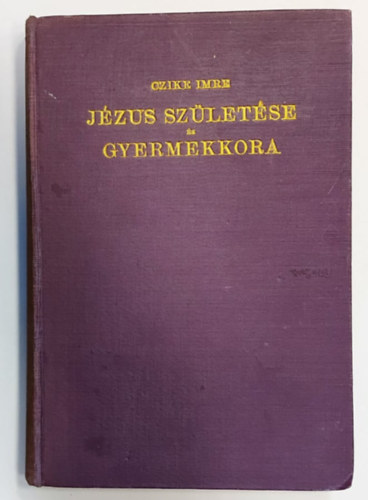 CZIKE IMRE
JÉZUS SZÜLETÉSE
ÉS
GYERMEKKORA